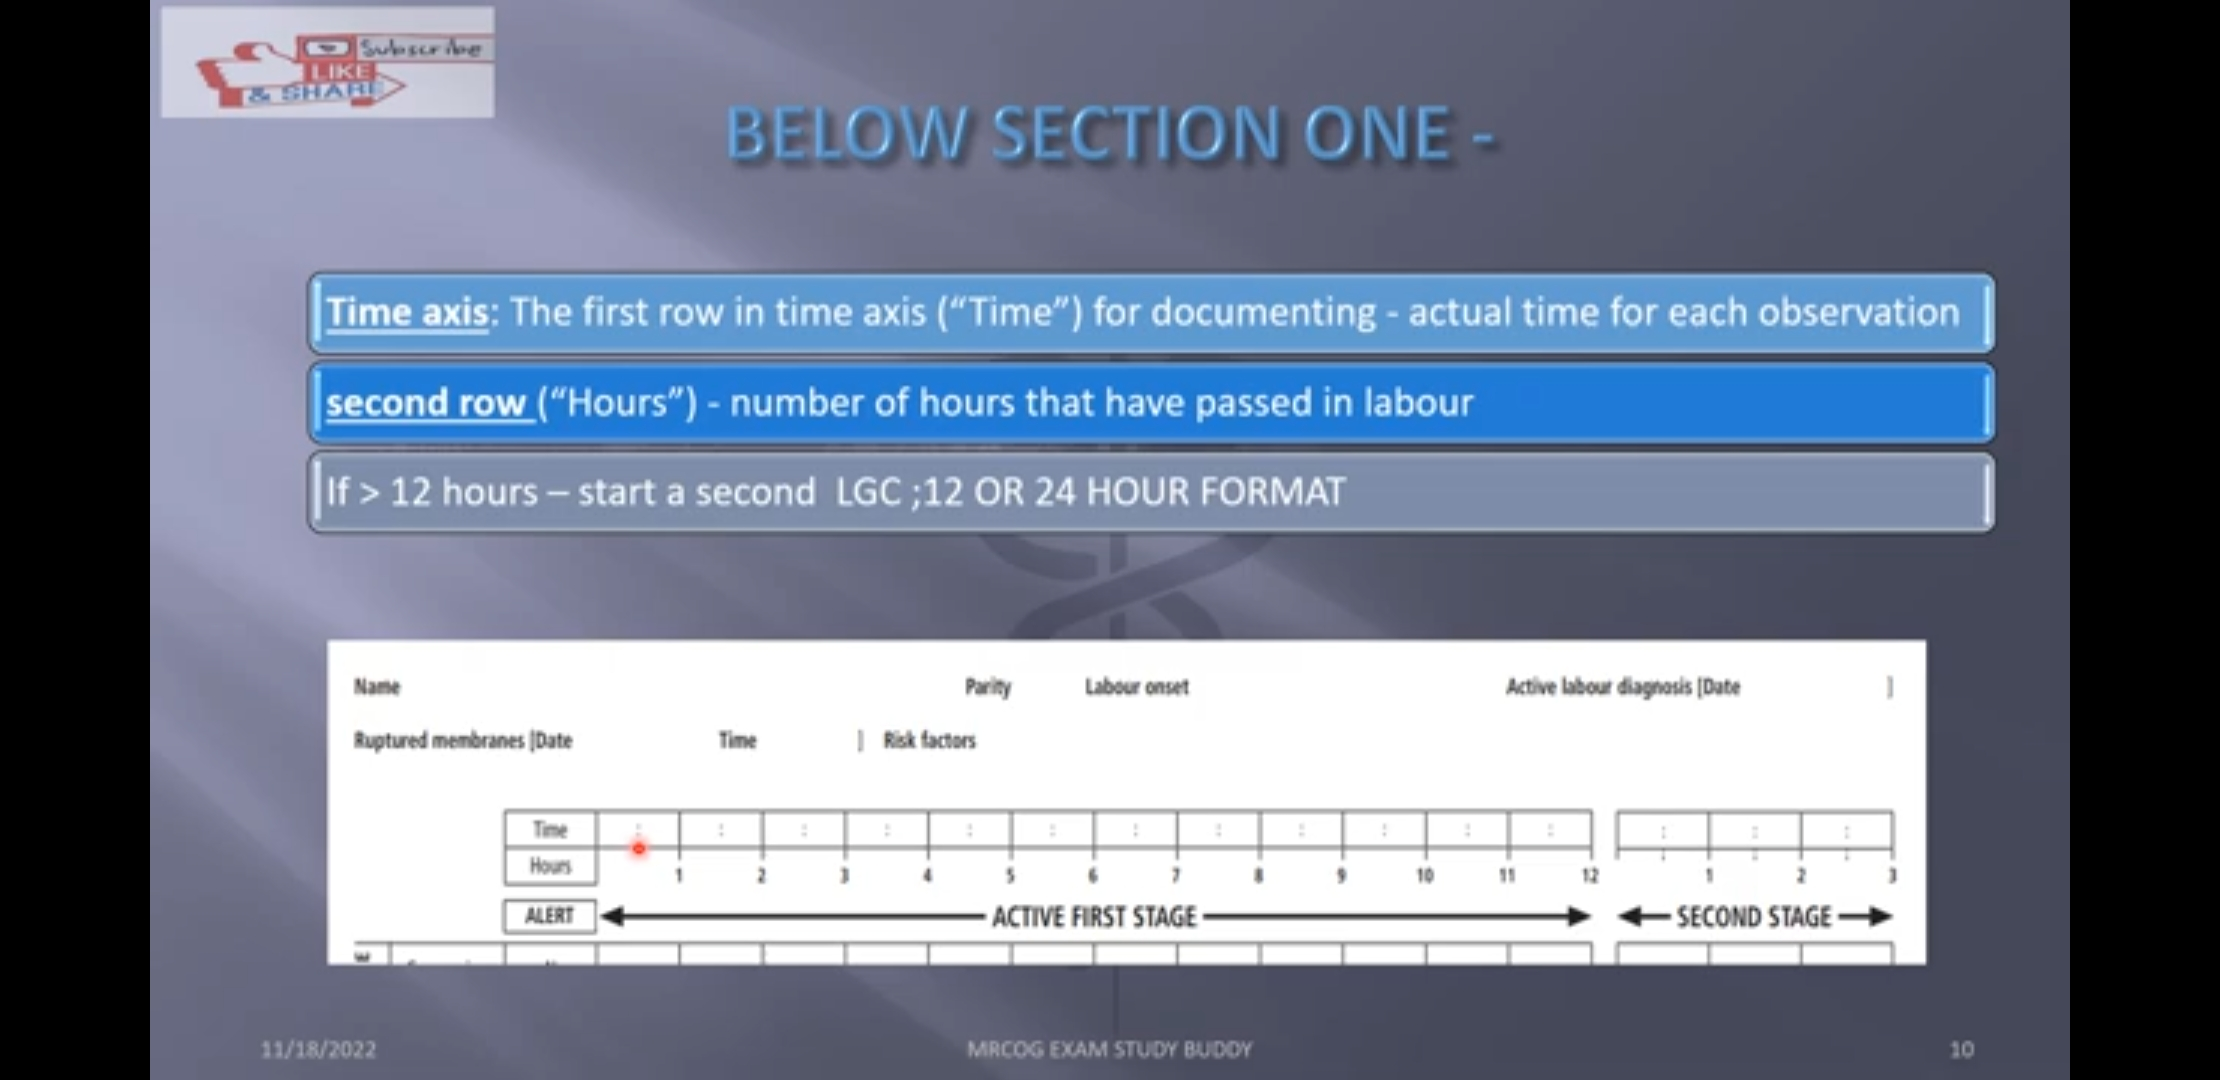 Subscribe
LIKE
& SHARE
BELOW SECTION ONE -
Time axis: The first row in time axis (“Time”) for documenting - actual time for each observation
second row (“Hours”) - number of hours that have passed in labour
If > 12 hours – start a second LGC ;12 OR 24 HOUR FORMAT
Name Parity Labour onset Active labour diagnosis [Date ]
Ruptured membranes [Date Time ] Risk factors
Time : : : : : : : : : : : : : : :
Hours 1 2 3 4 5 6 7 8 9 10 11 12 1 2 3
ALERT ACTIVE FIRST STAGE SECOND STAGE
11/18/2022 MRCOG EXAM STUDY BUDDY 10